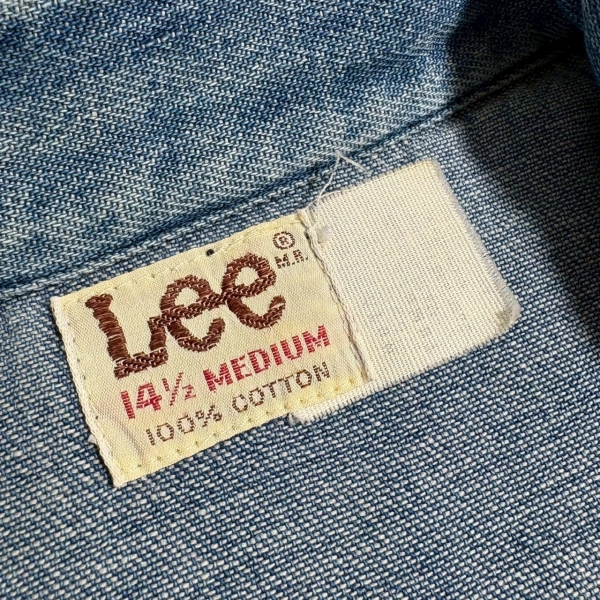 Lee ® M.R.
14½ MEDIUM
100% COTTON